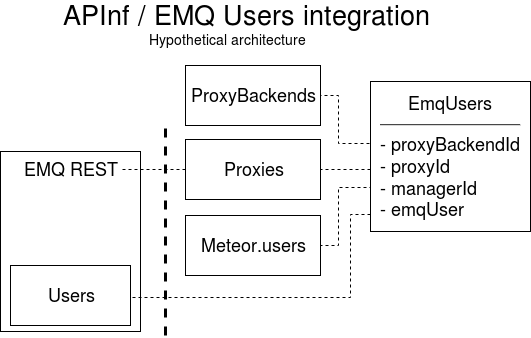 APInf / EMQ Users integration
Hypothetical architecture
ProxyBackends
EMQ REST
Proxies
Meteor.users
Users
EmqUsers
- proxyBackendId
- proxyId
- managerId
- emqUser